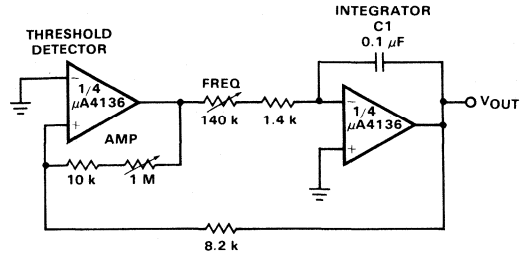 THRESHOLD
DETECTOR
−
1/4
μA4136
+
AMP
10 k
1 M
FREQ
140 k
1.4 k
INTEGRATOR
C1
0.1 μF
−
1/4
μA4136
+
VOUT
8.2 k